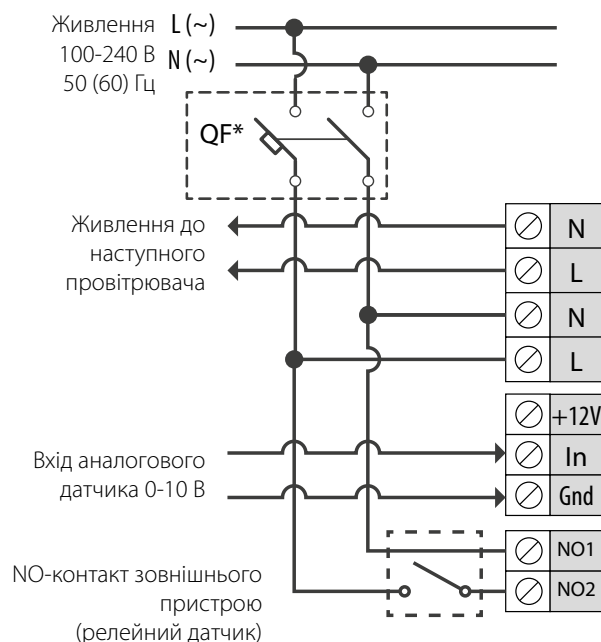 Живлення L (~)
100-240 В N (~)
50 (60) Гц
QF*
Живлення до
наступного
провітрювача
N
L
N
L
+12V
Вхід аналогового
датчика 0-10 В
In
Gnd
NO1
NO2
NO-контакт зовнішнього
пристрою
(релейний датчик)